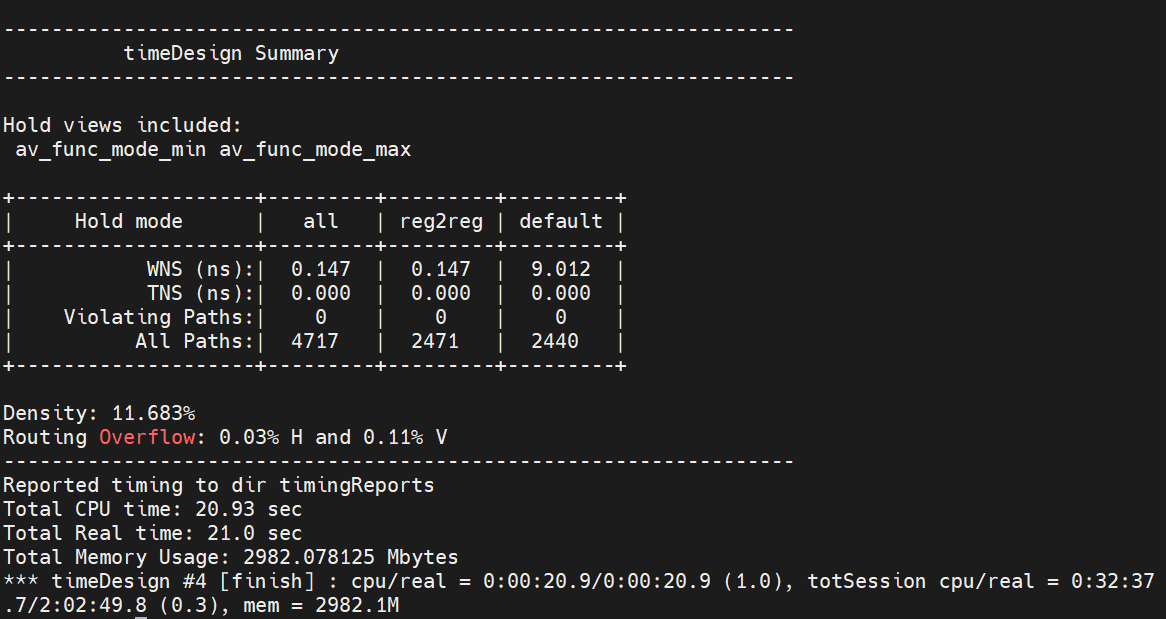 ------------------------------------------------------------------
          timeDesign Summary
------------------------------------------------------------------
Hold views included:
 av_func_mode_min av_func_mode_max
+--------------------+---------+---------+---------+
|     Hold mode      |   all   | reg2reg | default |
+--------------------+---------+---------+---------+
|           WNS (ns):|  0.147  |  0.147  |  9.012  |
|           TNS (ns):|  0.000  |  0.000  |  0.000  |
|    Violating Paths:|    0    |    0    |    0    |
|          All Paths:|  4717   |  2471   |  2440   |
+--------------------+---------+---------+---------+
Density: 11.683%
Routing Overflow: 0.03% H and 0.11% V
------------------------------------------------------------------
Reported timing to dir timingReports
Total CPU time: 20.93 sec
Total Real time: 21.0 sec
Total Memory Usage: 2982.078125 Mbytes
*** timeDesign #4 [finish] : cpu/real = 0:00:20.9/0:00:20.9 (1.0), totSession cpu/real = 0:32:37
.7/2:02:49.8 (0.3), mem = 2982.1M